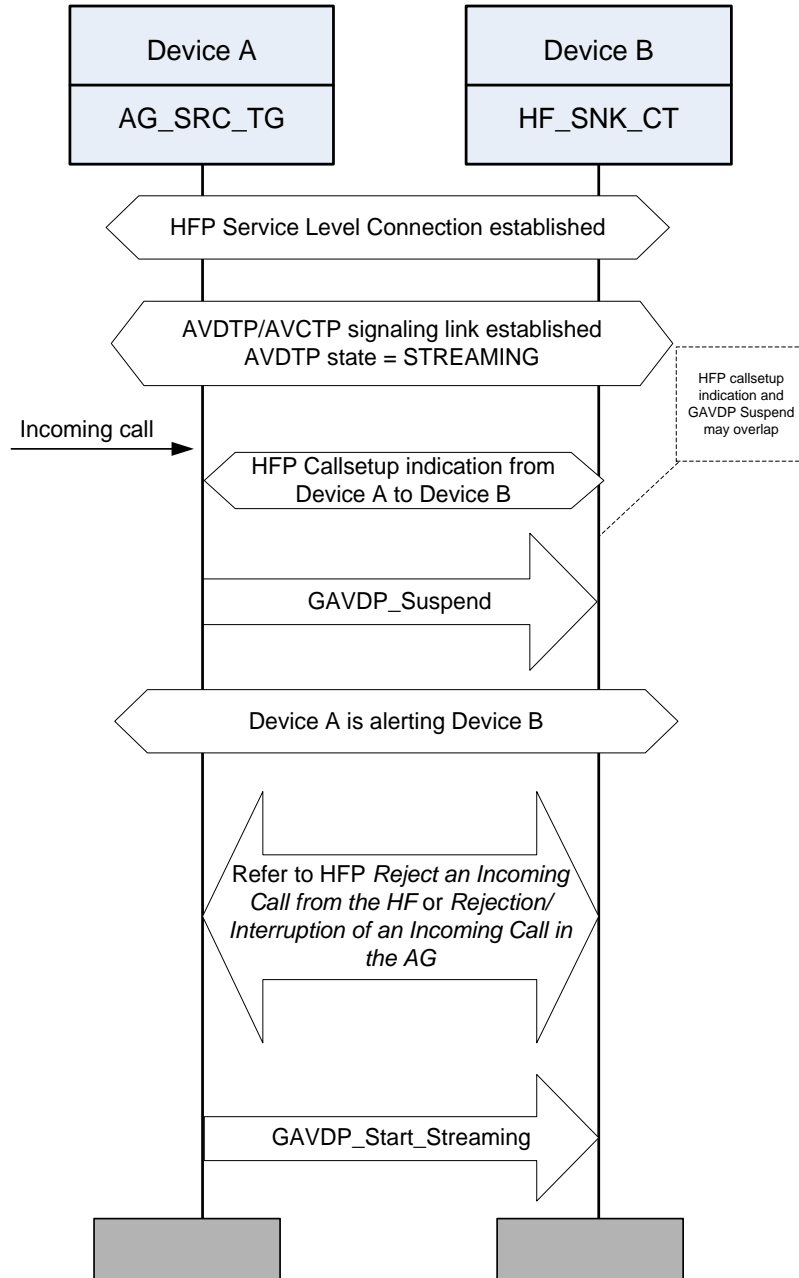 Device A
Device B
AG_SRC_TG
HF_SNK_CT
HFP Service Level Connection established
AVDTP/AVCTP signaling link established
AVDTP state = STREAMING
HFP callsetup
indication and
GAVDP Suspend
may overlap
Incoming call
HFP Callsetup indication from
Device A to Device B
GAVDP_Suspend
Device A is alerting Device B
Refer to HFP Reject an Incoming
Call from the HF or Rejection/
Interruption of an Incoming Call in
the AG
GAVDP_Start_Streaming